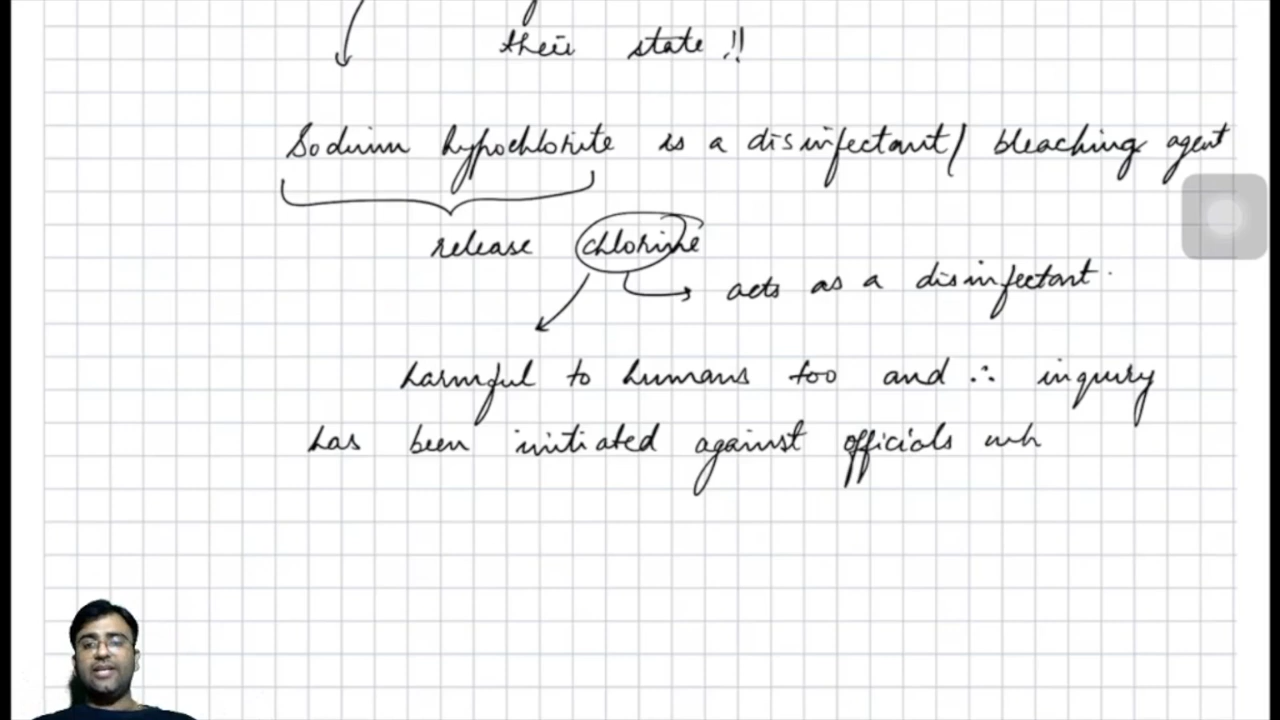 their state !!
Sodium hypochlorite is a disinfectant/ bleaching agent
release chlorine
acts as a disinfectant.
harmful to humans too and ∴ inquiry
has been initiated against officials wh